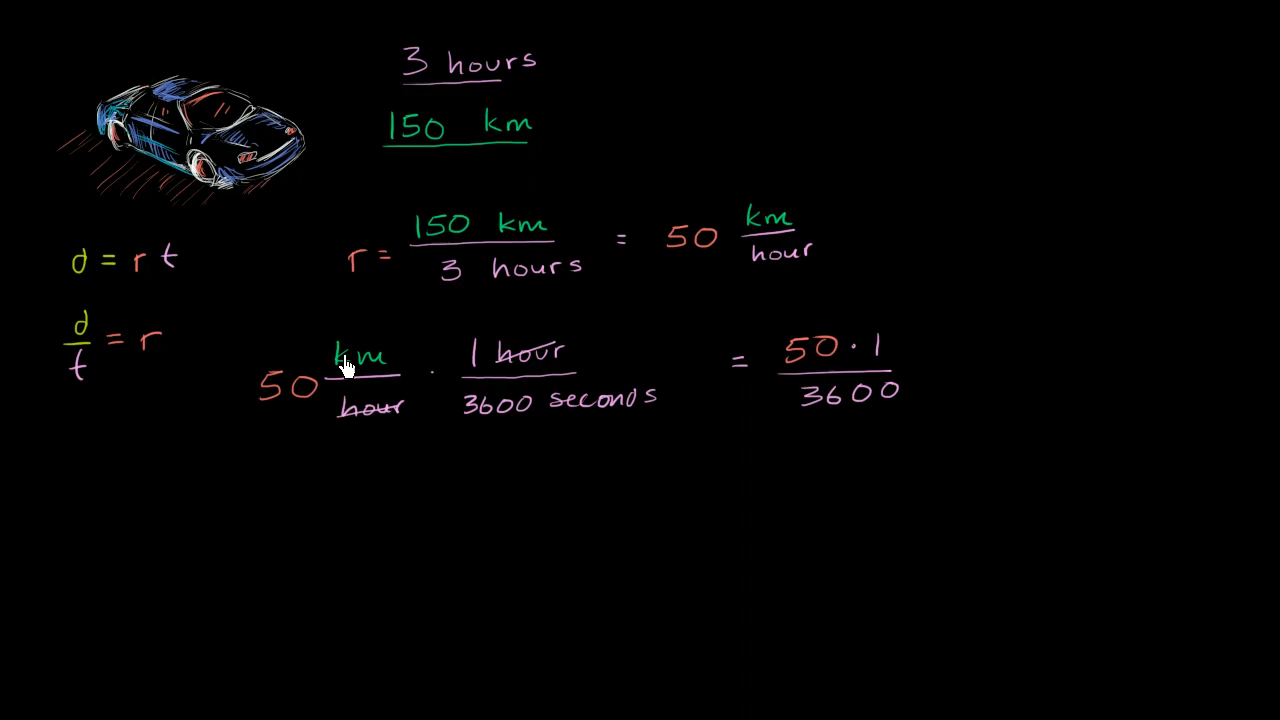 3 hours
150 km
d = r t
r = 150 km / 3 hours = 50 km / hour
d / t = r
50 km / hour · 1 hour / 3600 seconds = 50 · 1 / 3600